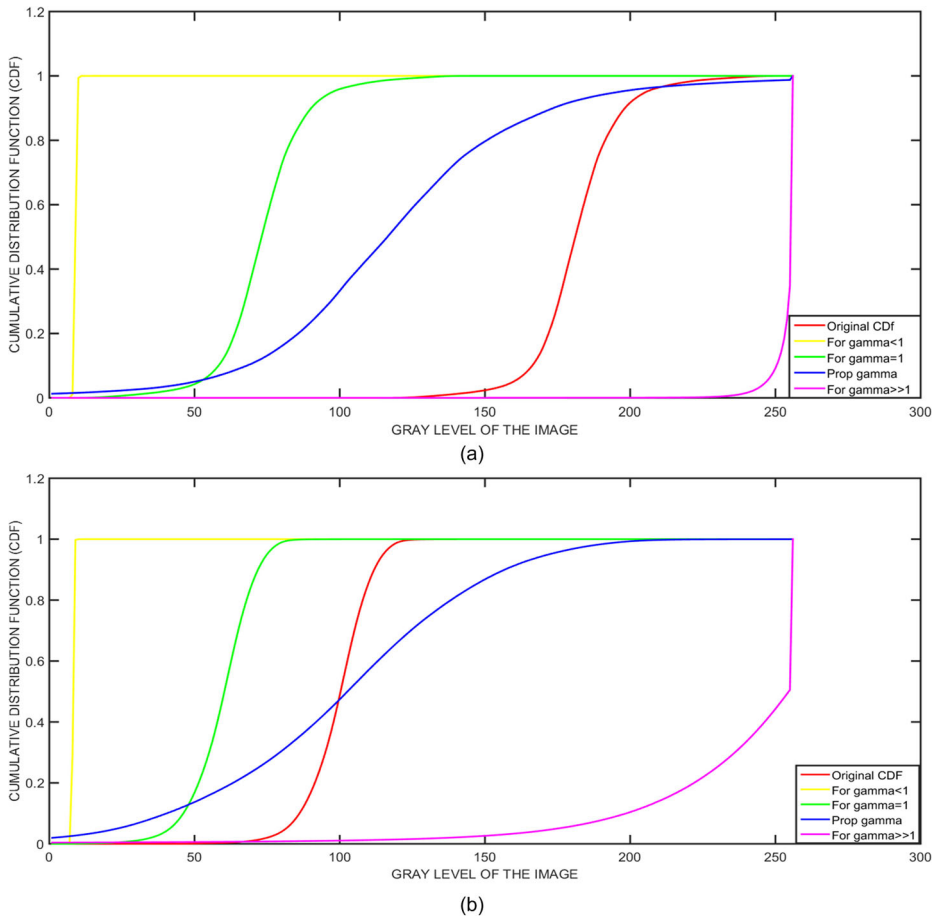 1.2
1
0.8
0.6
0.4
0.2
0
CUMULATIVE DISTRIBUTION FUNCTION (CDF)
50 100 150 200 250 300
GRAY LEVEL OF THE IMAGE
Original CDf
For gamma<1
For gamma=1
Prop gamma
For gamma>>1
(a)
1.2
1
0.8
0.6
0.4
0.2
0
CUMULATIVE DISTRIBUTION FUNCTION (CDF)
50 100 150 200 250 300
GRAY LEVEL OF THE IMAGE
Original CDF
For gamma<1
For gamma=1
Prop gamma
For gamma>>1
(b)